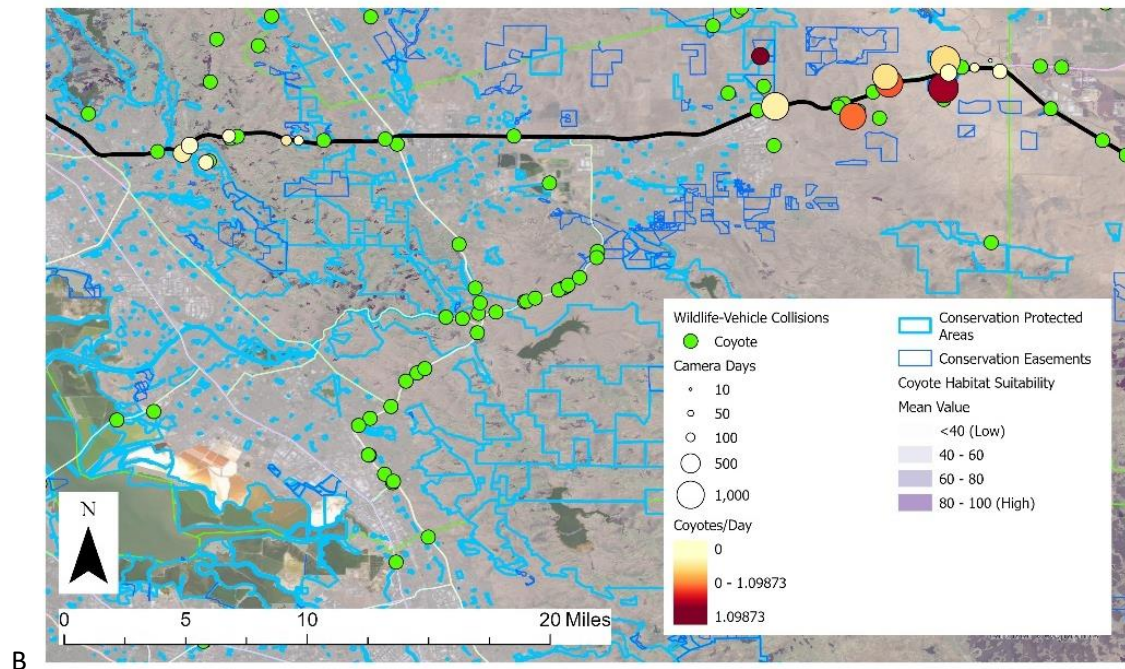 Wildlife-Vehicle Collisions
Coyote
Camera Days
10
50
100
500
1,000
Coyotes/Day
0
0 - 1.09873
1.09873
Conservation Protected
Areas
Conservation Easements
Coyote Habitat Suitability
Mean Value
<40 (Low)
40 - 60
60 - 80
80 - 100 (High)
N
0 5 10 20 Miles
B